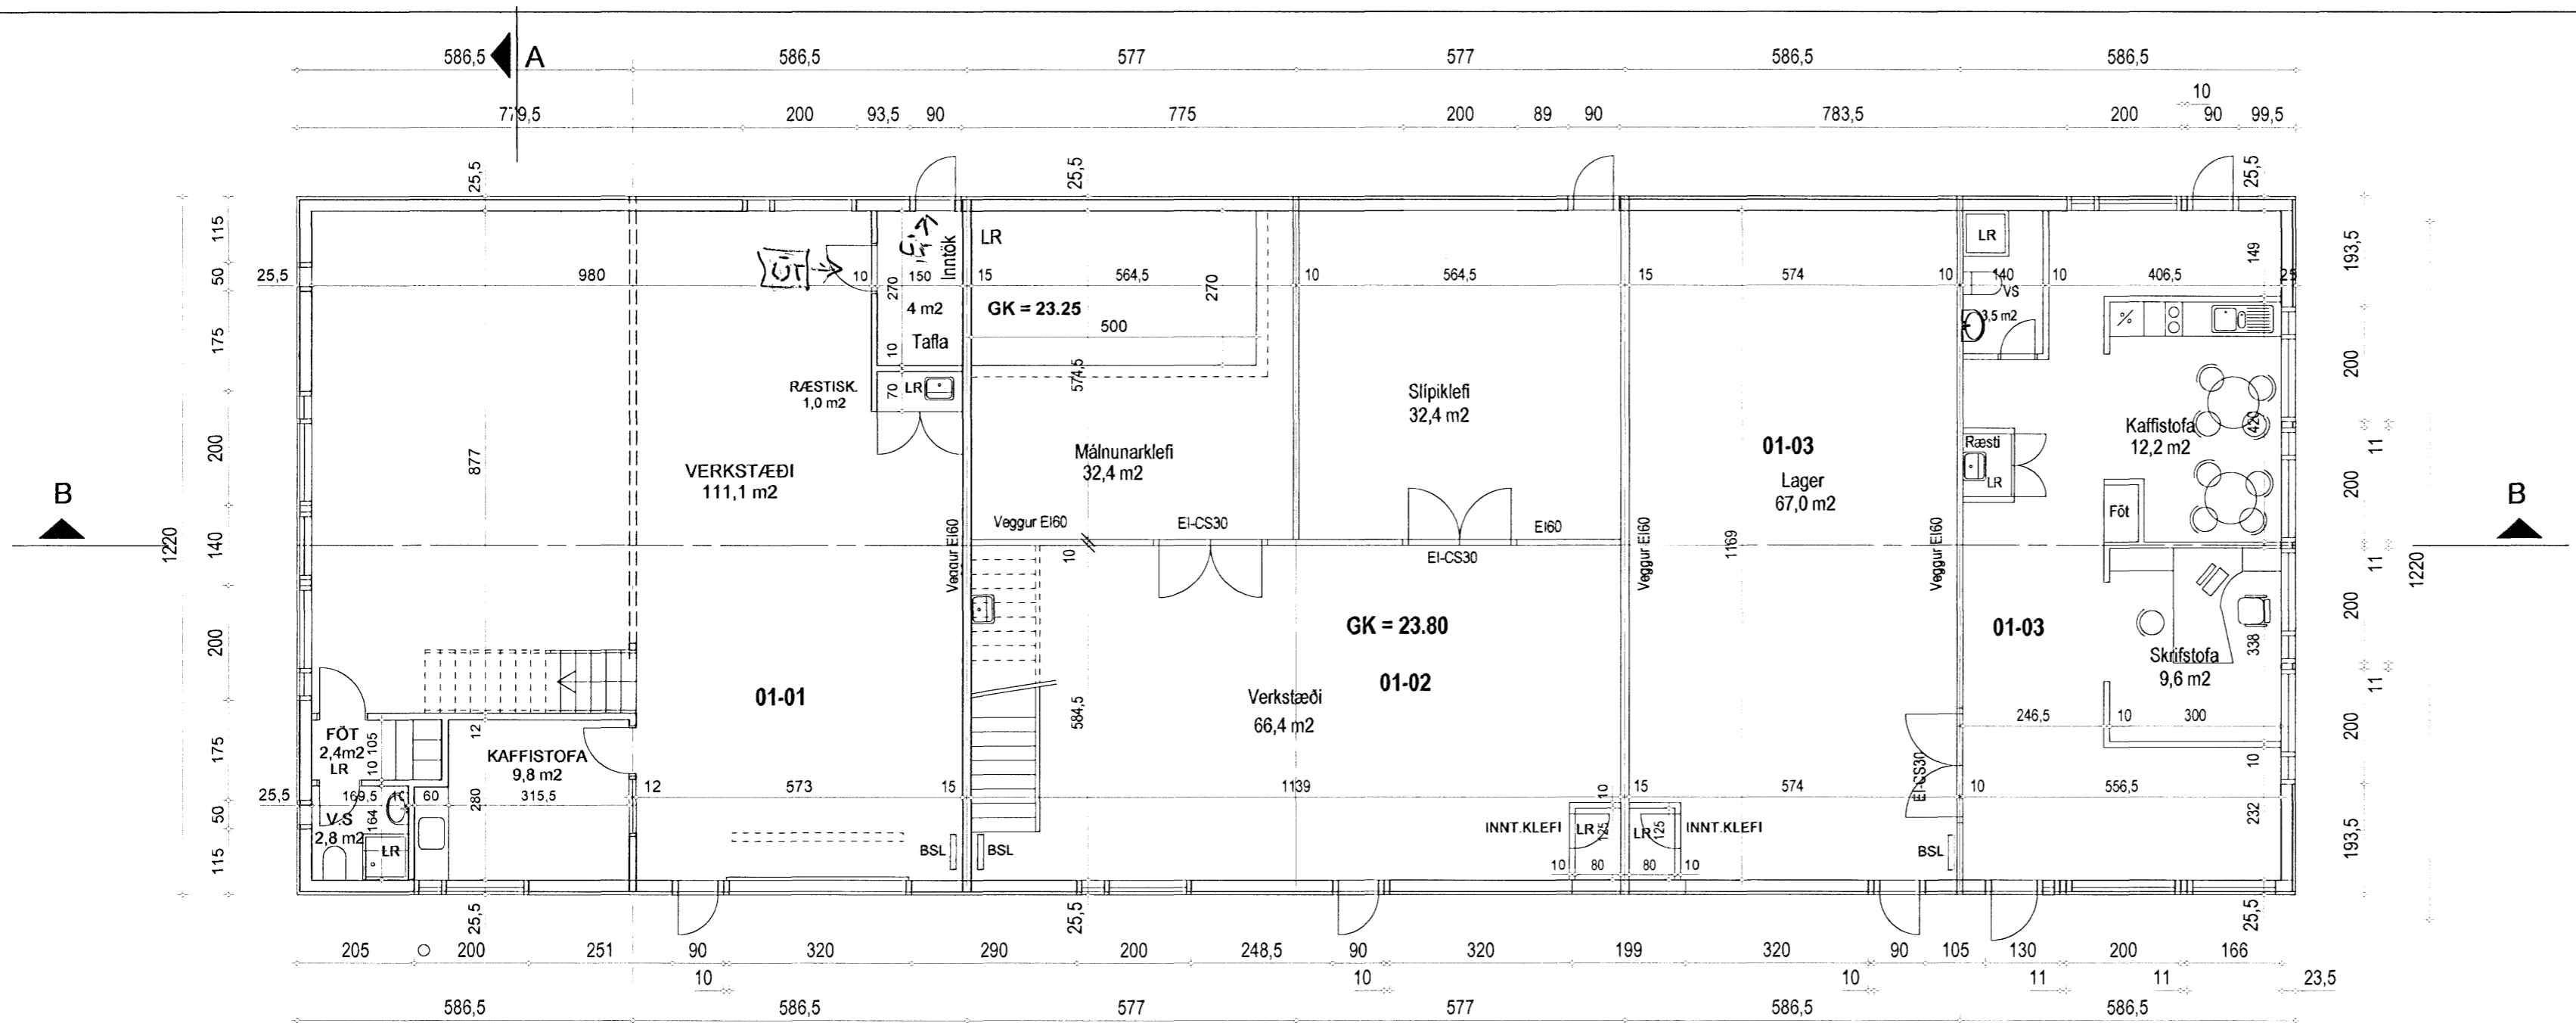 586,5 A 586,5 577 577 586,5 586,5
10
779,5 200 93,5 90 775 200 89 90 783,5 200 90 99,5
25,5 25,5 25,5
115 50 175 200 140 200 175 50 115
1220
B
25,5 980 10 150 15 564,5 10 564,5 15 574 10 140 10 406,5 25
ÚT
ÚT
Inntök
270
4 m2
Tafla
10
LR
GK = 23.25
500
270
574,5
RÆSTISK.
1,0 m2
70 LR
877
VERKSTÆÐI
111,1 m2
Málnunarklefi
32,4 m2
Slípiklefi
32,4 m2
01-03
Lager
67,0 m2
1169
LR
VS
3,5 m2
149
Kaffistofa
12,2 m2
420
Ræsti
LR
Föt
Veggur EI60
Veggur EI60
EI-CS30
EI60
EI-CS30
10
Veggur EI60
Veggur EI60
GK = 23.80
01-02
Verkstæði
66,4 m2
584,5
01-01
01-03
Skrifstofa
9,6 m2
338
246,5 10 300
10
FÖT
2,4m2
LR
105
10
12
KAFFISTOFA
9,8 m2
25,5 169,5 10 60 280 315,5 12 573 15 1139 10 15 574 10 556,5
V.S
2,8 m2
164
LR
BSL
BSL
INNT.KLEFI
LR
125
LR
125
INNT.KLEFI
10 80 80 10
EI-CS30
BSL
232
193,5 200 11 200 11 200 11 200 193,5
1220
B
25,5 25,5 25,5
205 200 251 90 320 290 200 248,5 90 320 199 320 90 105 130 200 166
10 10 10 11 11 23,5
586,5 586,5 577 577 586,5 586,5